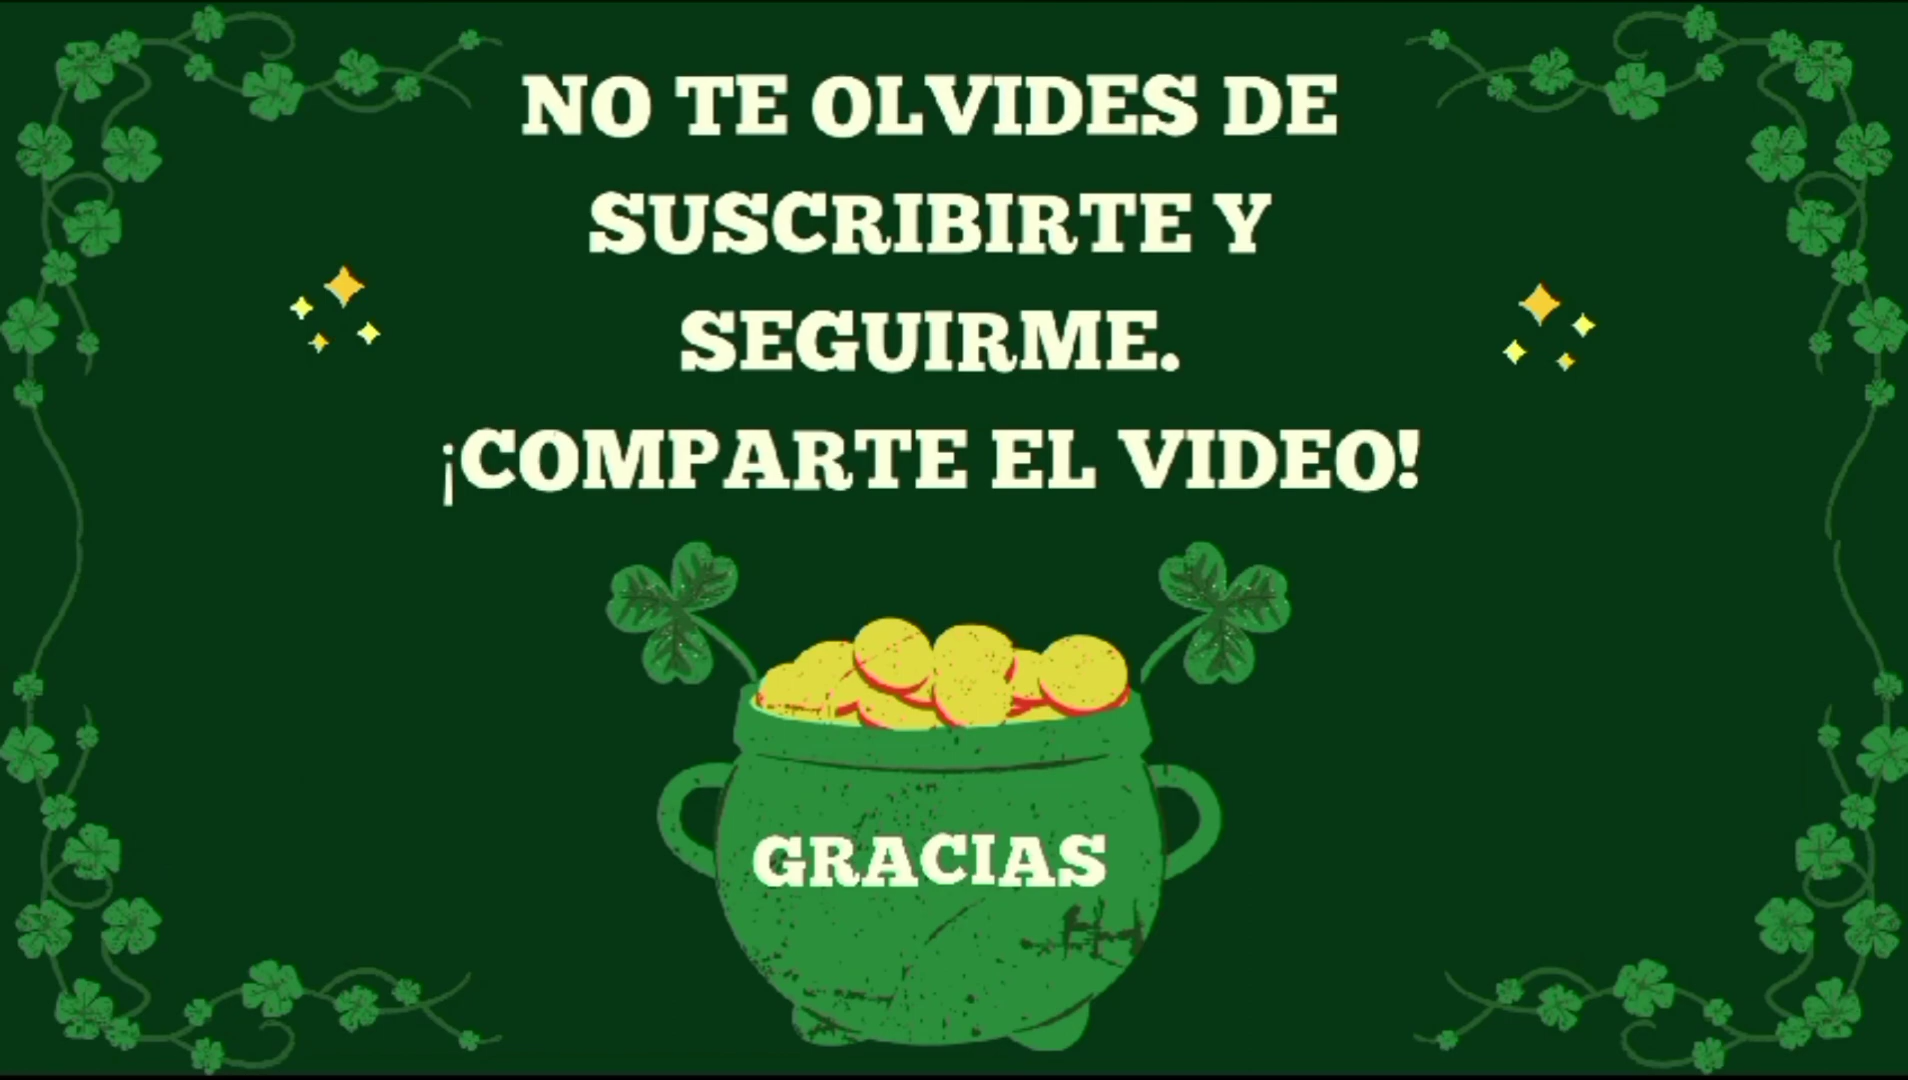 NO TE OLVIDES DE
SUSCRIBIRTE Y
SEGUIRME.
¡COMPARTE EL VIDEO!
GRACIAS